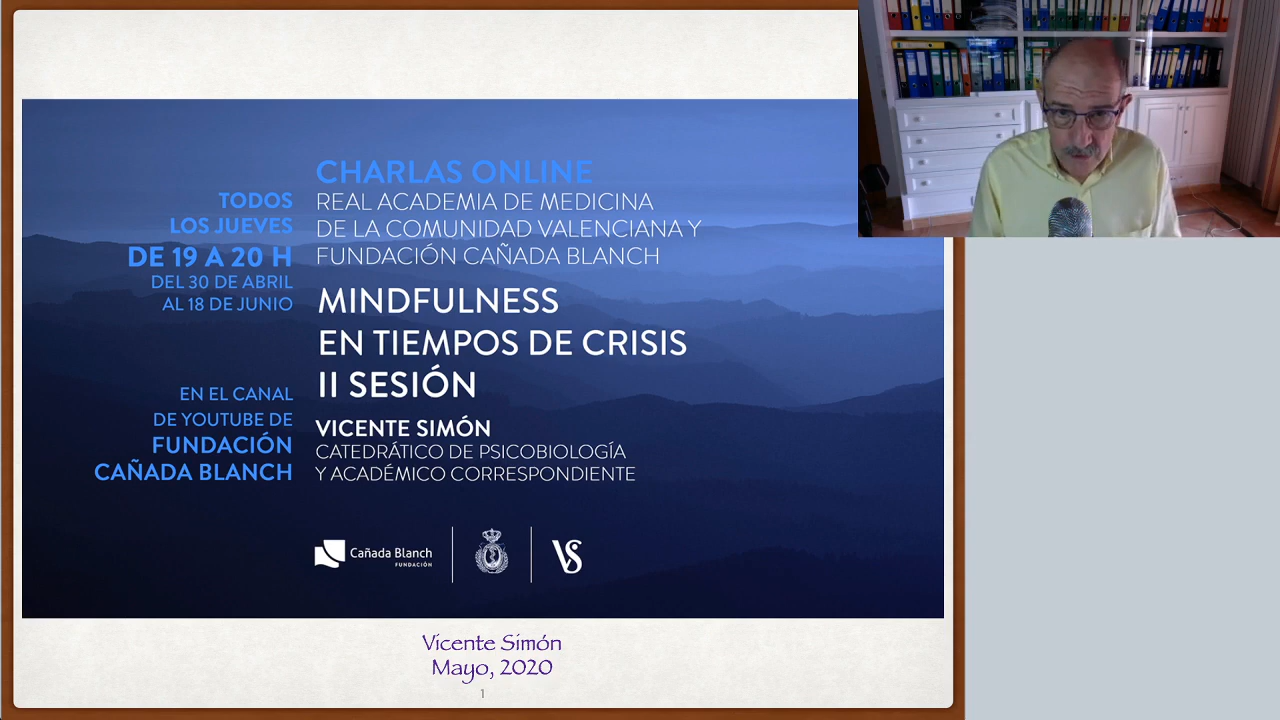 CHARLAS ONLINE
REAL ACADEMIA DE MEDICINA
DE LA COMUNIDAD VALENCIANA Y
FUNDACIÓN CAÑADA BLANCH
TODOS
LOS JUEVES
DE 19 A 20 H
DEL 30 DE ABRIL
AL 18 DE JUNIO
MINDFULNESS
EN TIEMPOS DE CRISIS
II SESIÓN
EN EL CANAL
DE YOUTUBE DE
FUNDACIÓN
CAÑADA BLANCH
VICENTE SIMÓN
CATEDRÁTICO DE PSICOBIOLOGÍA
Y ACADÉMICO CORRESPONDIENTE
Cañada Blanch
FUNDACIÓN
VS
Vicente Simón
Mayo, 2020
1